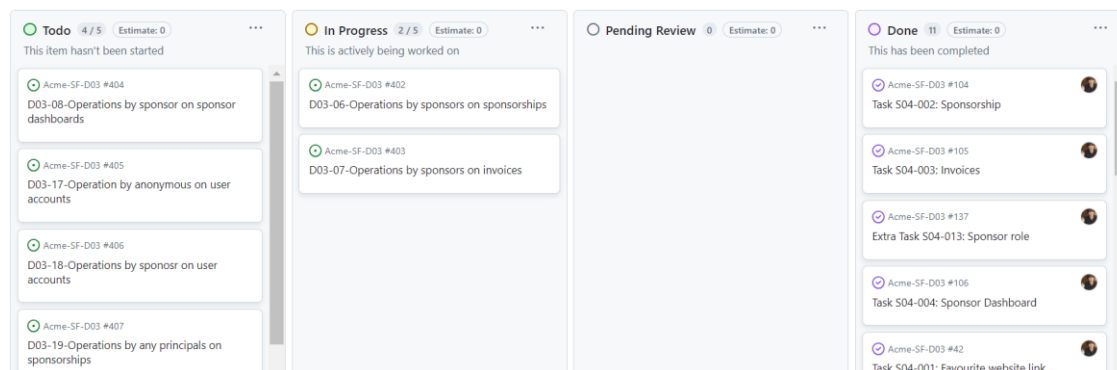 Todo 4 / 5 Estimate: 0 ...
This item hasn't been started
Acme-SF-D03 #404
D03-08-Operations by sponsor on sponsor
dashboards
Acme-SF-D03 #405
D03-17-Operation by anonymous on user
accounts
Acme-SF-D03 #406
D03-18-Operations by sponosr on user
accounts
Acme-SF-D03 #407
D03-19-Operations by any principals on
sponsorships
In Progress 2 / 5 Estimate: 0 ...
This is actively being worked on
Acme-SF-D03 #402
D03-06-Operations by sponsors on sponsorships
Acme-SF-D03 #403
D03-07-Operations by sponsors on invoices
Pending Review 0 Estimate: 0 ...
Done 11 Estimate: 0 ...
This has been completed
Acme-SF-D03 #104
Task S04-002: Sponsorship
Acme-SF-D03 #105
Task S04-003: Invoices
Acme-SF-D03 #137
Extra Task S04-013: Sponsor role
Acme-SF-D03 #106
Task S04-004: Sponsor Dashboard
Acme-SF-D03 #42
Task S04-001: Favourite website link